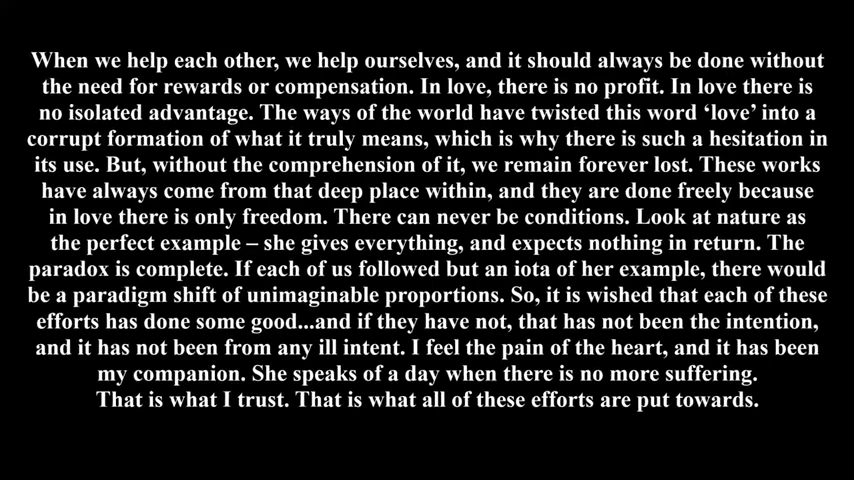 When we help each other, we help ourselves, and it should always be done without
the need for rewards or compensation. In love, there is no profit. In love there is
no isolated advantage. The ways of the world have twisted this word ‘love’ into a
corrupt formation of what it truly means, which is why there is such a hesitation in
its use. But, without the comprehension of it, we remain forever lost. These works
have always come from that deep place within, and they are done freely because
in love there is only freedom. There can never be conditions. Look at nature as
the perfect example – she gives everything, and expects nothing in return. The
paradox is complete. If each of us followed but an iota of her example, there would
be a paradigm shift of unimaginable proportions. So, it is wished that each of these
efforts has done some good...and if they have not, that has not been the intention,
and it has not been from any ill intent. I feel the pain of the heart, and it has been
my companion. She speaks of a day when there is no more suffering.
That is what I trust. That is what all of these efforts are put towards.